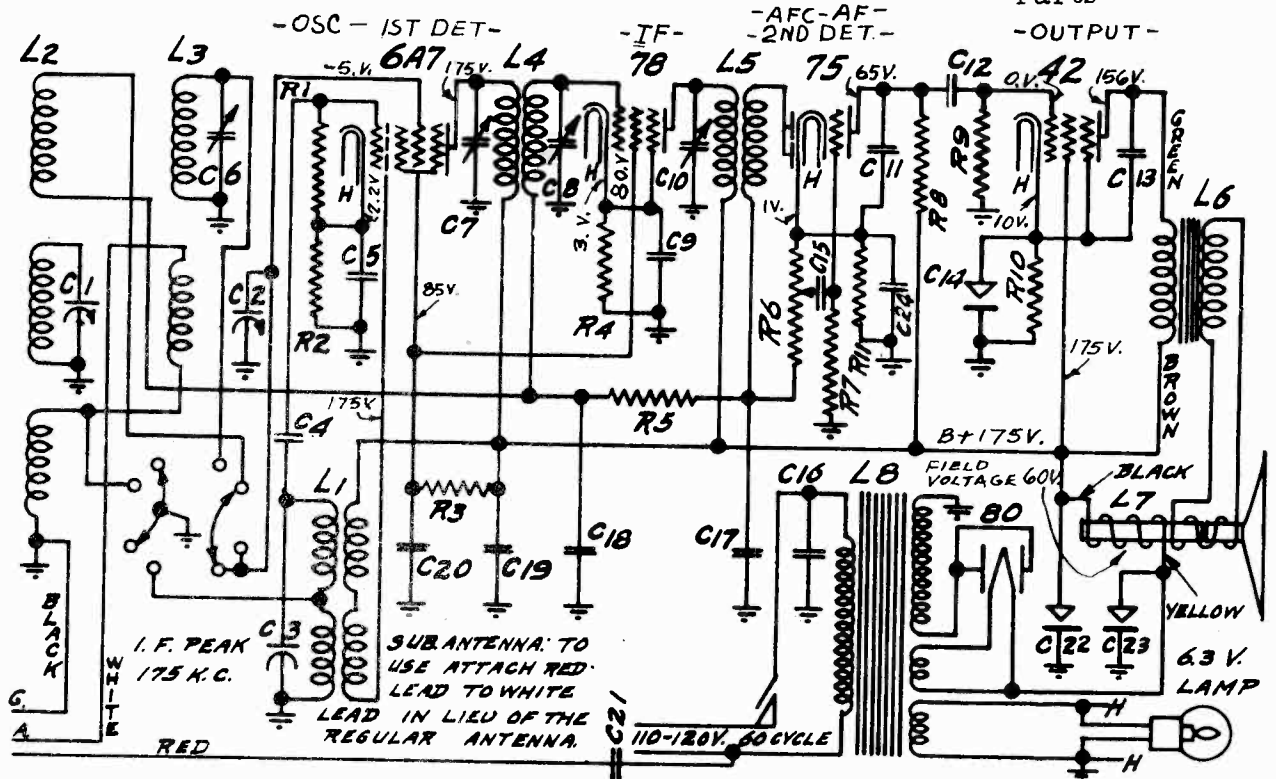 -OSC - 1ST DET-
-IF-
-AFC-AF-
-2ND DET.-
-OUTPUT-
L2
L3
6A7
L4
78
L5
75
C12
42
-5.V.
175V.
65V.
0.V.
156V.
R1
C6
H
2.2V
C7
C8
H
80.V
3.V.
C10
H
1V.
C11
R8
R9
H
10V.
C13
GREEN
L6
C1
C2
C5
R2
85V.
R4
C9
R6
C15
R7
R11
C24
C14
R10
175V.
BROWN
175V
C4
R5
B+175V.
L1
R3
C20
C19
C18
C17
C16
L8
FIELD
VOLTAGE 60V.
80
BLACK
L7
YELLOW
C22
C23
BLACK
WHITE
I.F. PEAK
175 K.C.
C3
SUB.ANTENNA: TO
USE ATTACH RED.
LEAD TO WHITE
LEAD IN LIEU OF THE
REGULAR ANTENNA.
6.3 V.
LAMP
G.
A.
RED
C21
110-120V. 60 CYCLE
H
H